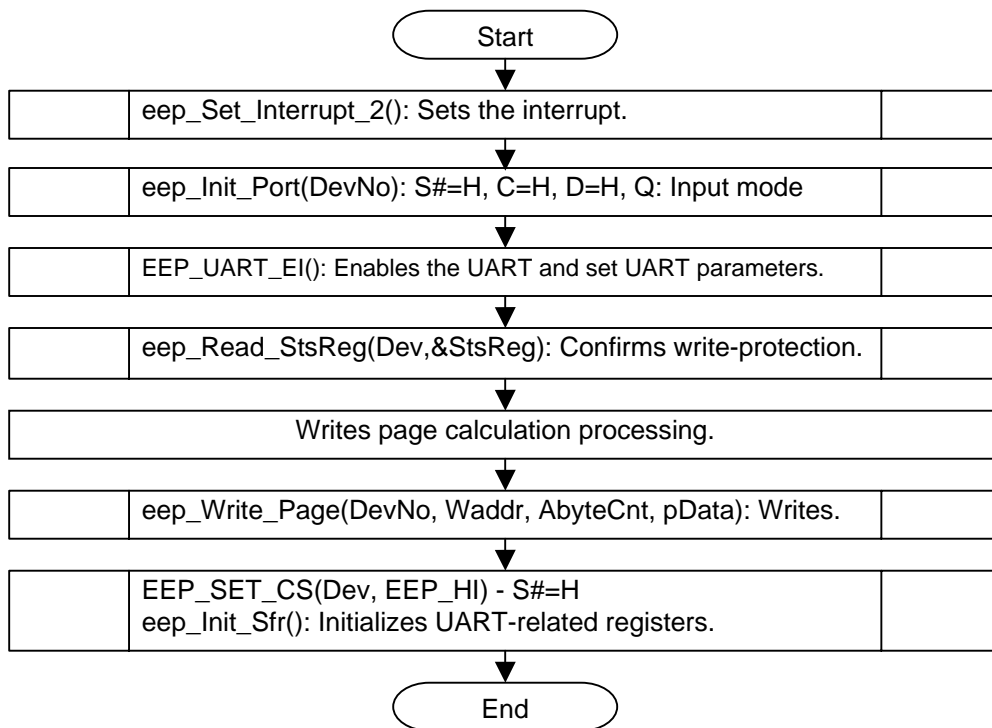 Start
eep_Set_Interrupt_2(): Sets the interrupt.
eep_Init_Port(DevNo): S#=H, C=H, D=H, Q: Input mode
EEP_UART_EI(): Enables the UART and set UART parameters.
eep_Read_StsReg(Dev,&StsReg): Confirms write-protection.
Writes page calculation processing.
eep_Write_Page(DevNo, Waddr, AbyteCnt, pData): Writes.
EEP_SET_CS(Dev, EEP_HI) - S#=H
eep_Init_Sfr(): Initializes UART-related registers.
End